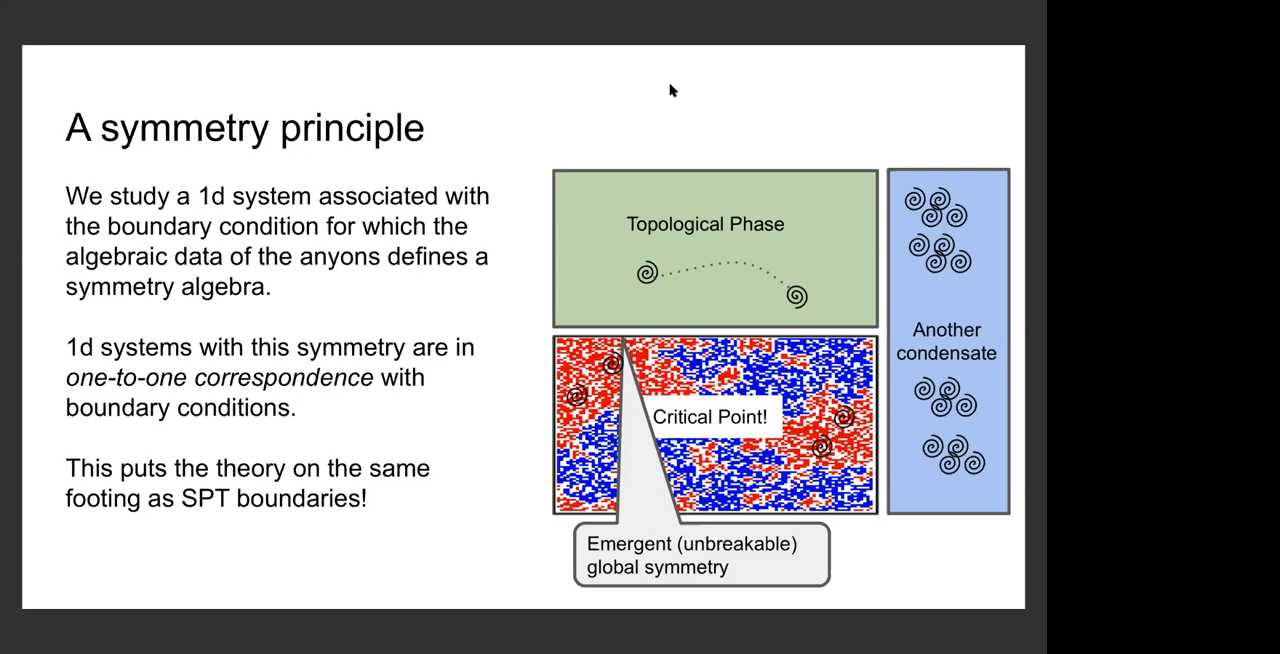 A symmetry principle
We study a 1d system associated with
the boundary condition for which the
algebraic data of the anyons defines a
symmetry algebra.
1d systems with this symmetry are in
one-to-one correspondence with
boundary conditions.
This puts the theory on the same
footing as SPT boundaries!
Topological Phase
Critical Point!
Another
condensate
Emergent (unbreakable)
global symmetry